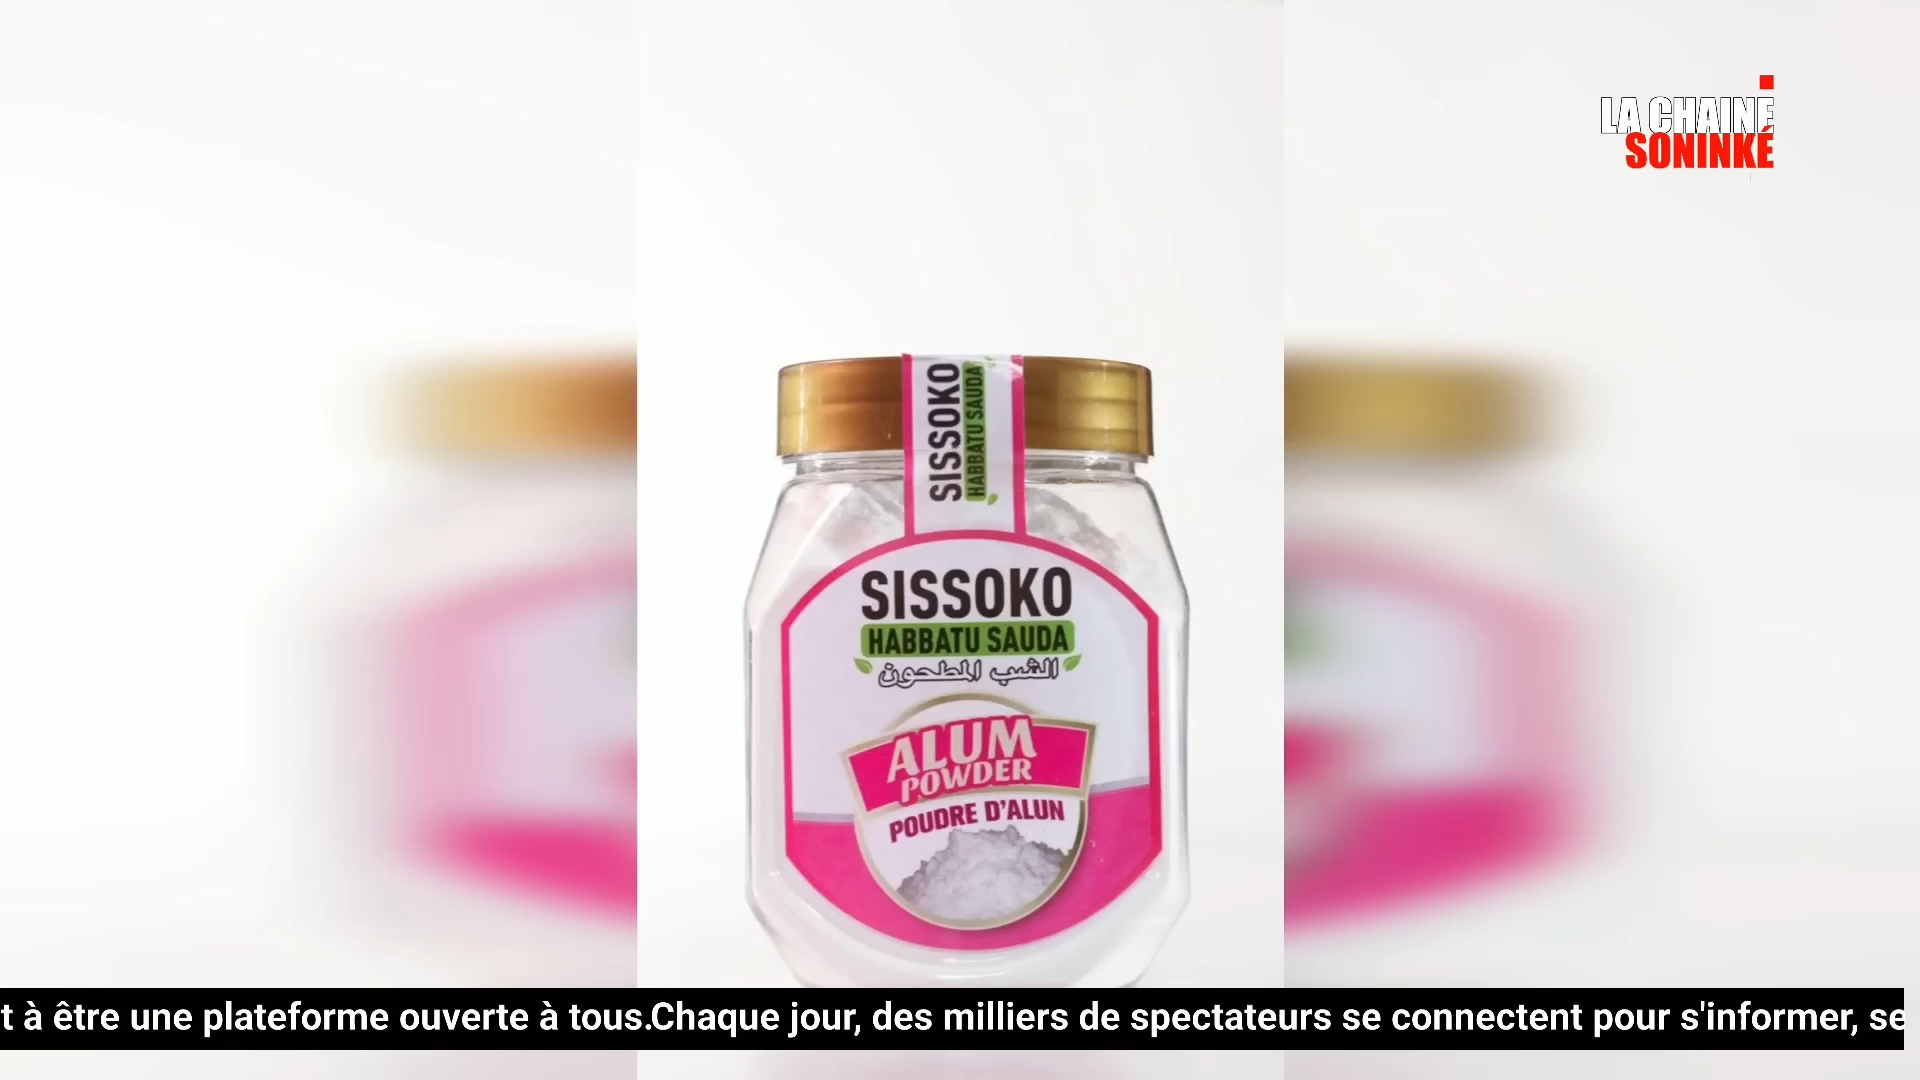 LA CHAINE
SONINKÉ
SISSOKO
HABBATU SAUDA
SISSOKO
HABBATU SAUDA
الشب المطحون
ALUM
POWDER
POUDRE D'ALUN
t à être une plateforme ouverte à tous.Chaque jour, des milliers de spectateurs se connectent pour s'informer, se